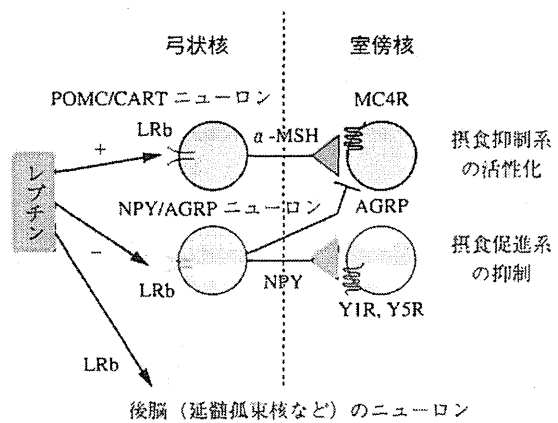 弓状核
室傍核
POMC/CART ニューロン
MC4R
LRb
α-MSH
摂食抑制系
の活性化
+
レプチン
NPY/AGRP ニューロン
AGRP
−
摂食促進系
の抑制
LRb
NPY
Y1R, Y5R
LRb
後脳（延髄孤束核など）のニューロン